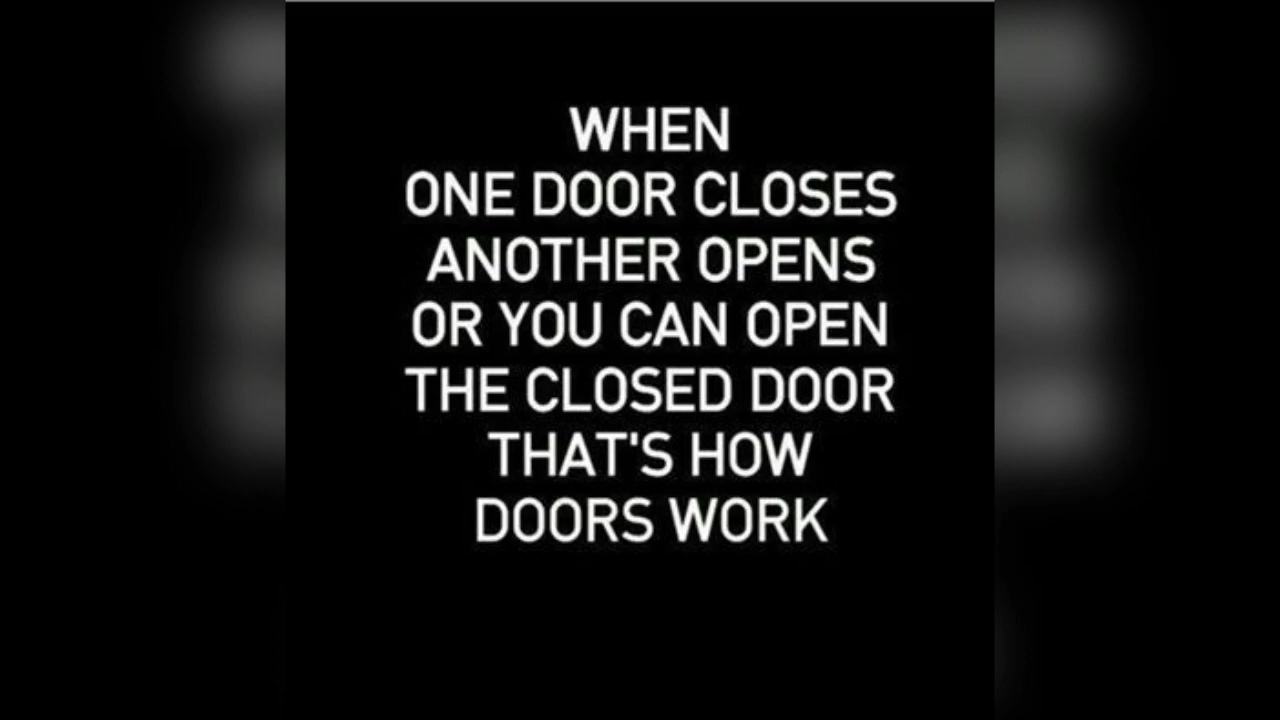 WHEN
ONE DOOR CLOSES
ANOTHER OPENS
OR YOU CAN OPEN
THE CLOSED DOOR
THAT'S HOW
DOORS WORK